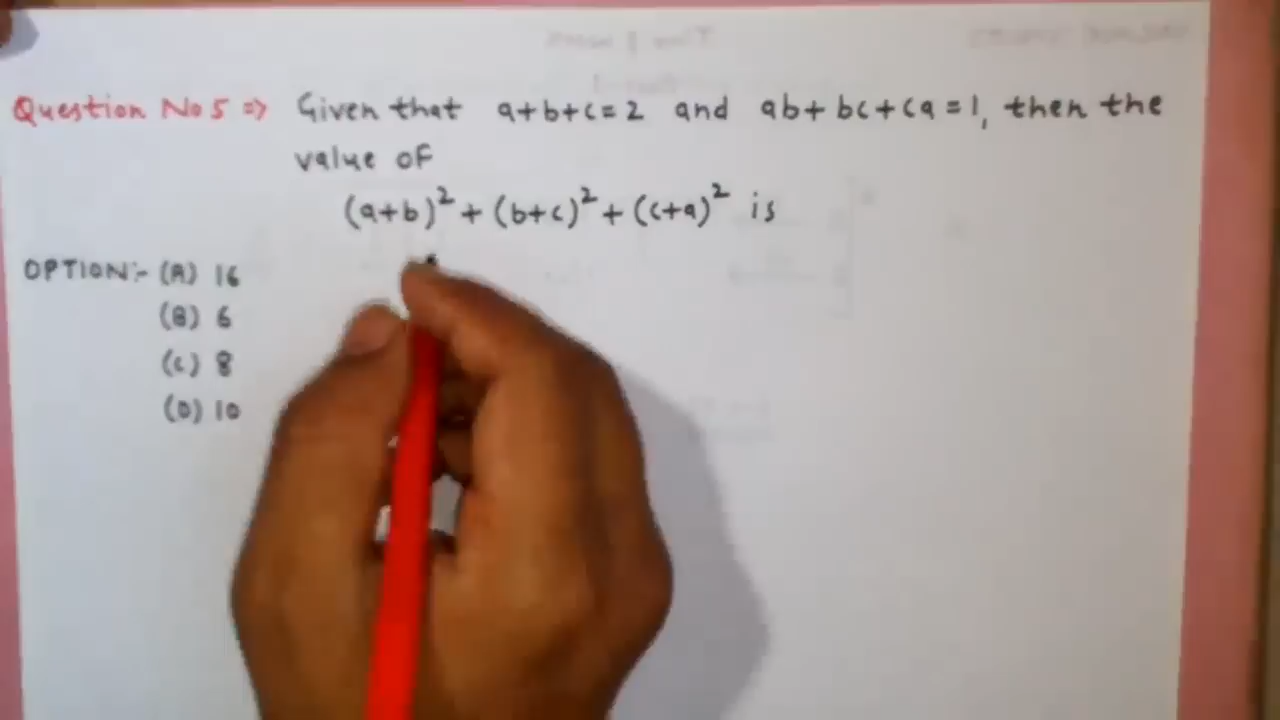 Question No 5 => Given that a+b+c=2 and ab+bc+ca=1, then the
value of
(a+b)²+(b+c)²+(c+a)² is
OPTION:- (A) 16
(B) 6
(C) 8
(D) 10